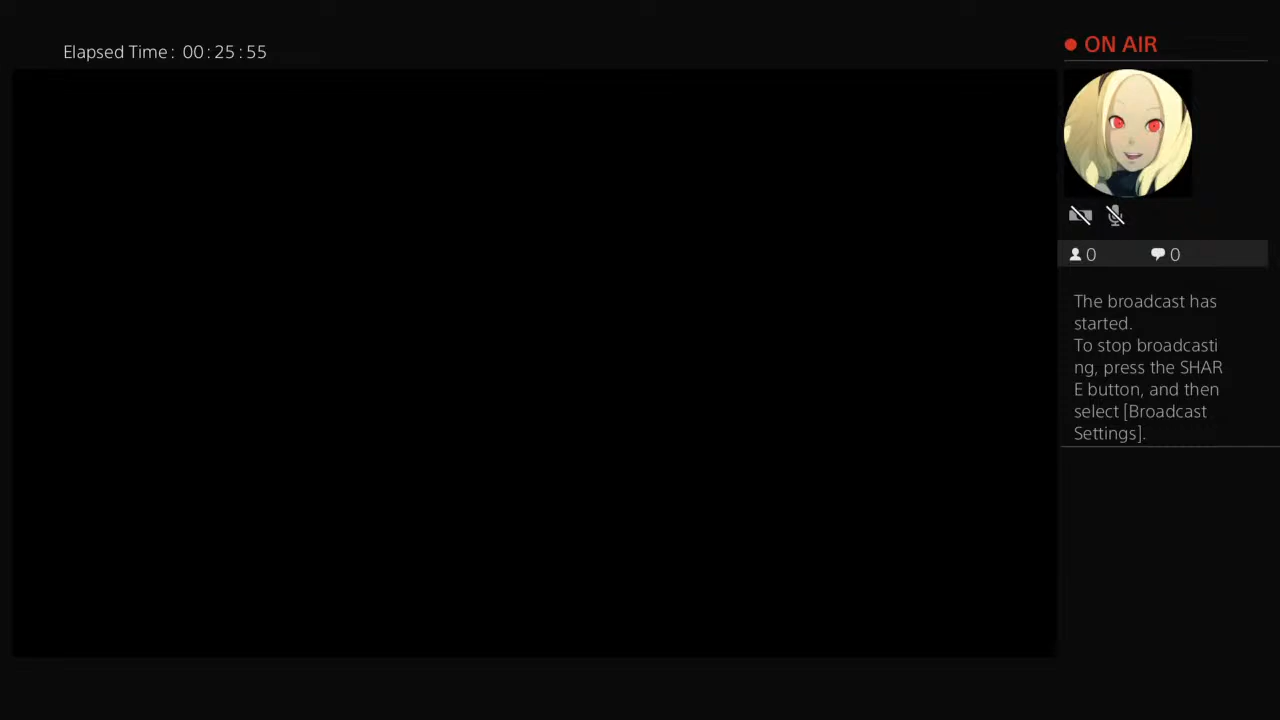 Elapsed Time: 00:25:55
ON AIR
0 0
The broadcast has
started.
To stop broadcasti
ng, press the SHAR
E button, and then
select [Broadcast
Settings].